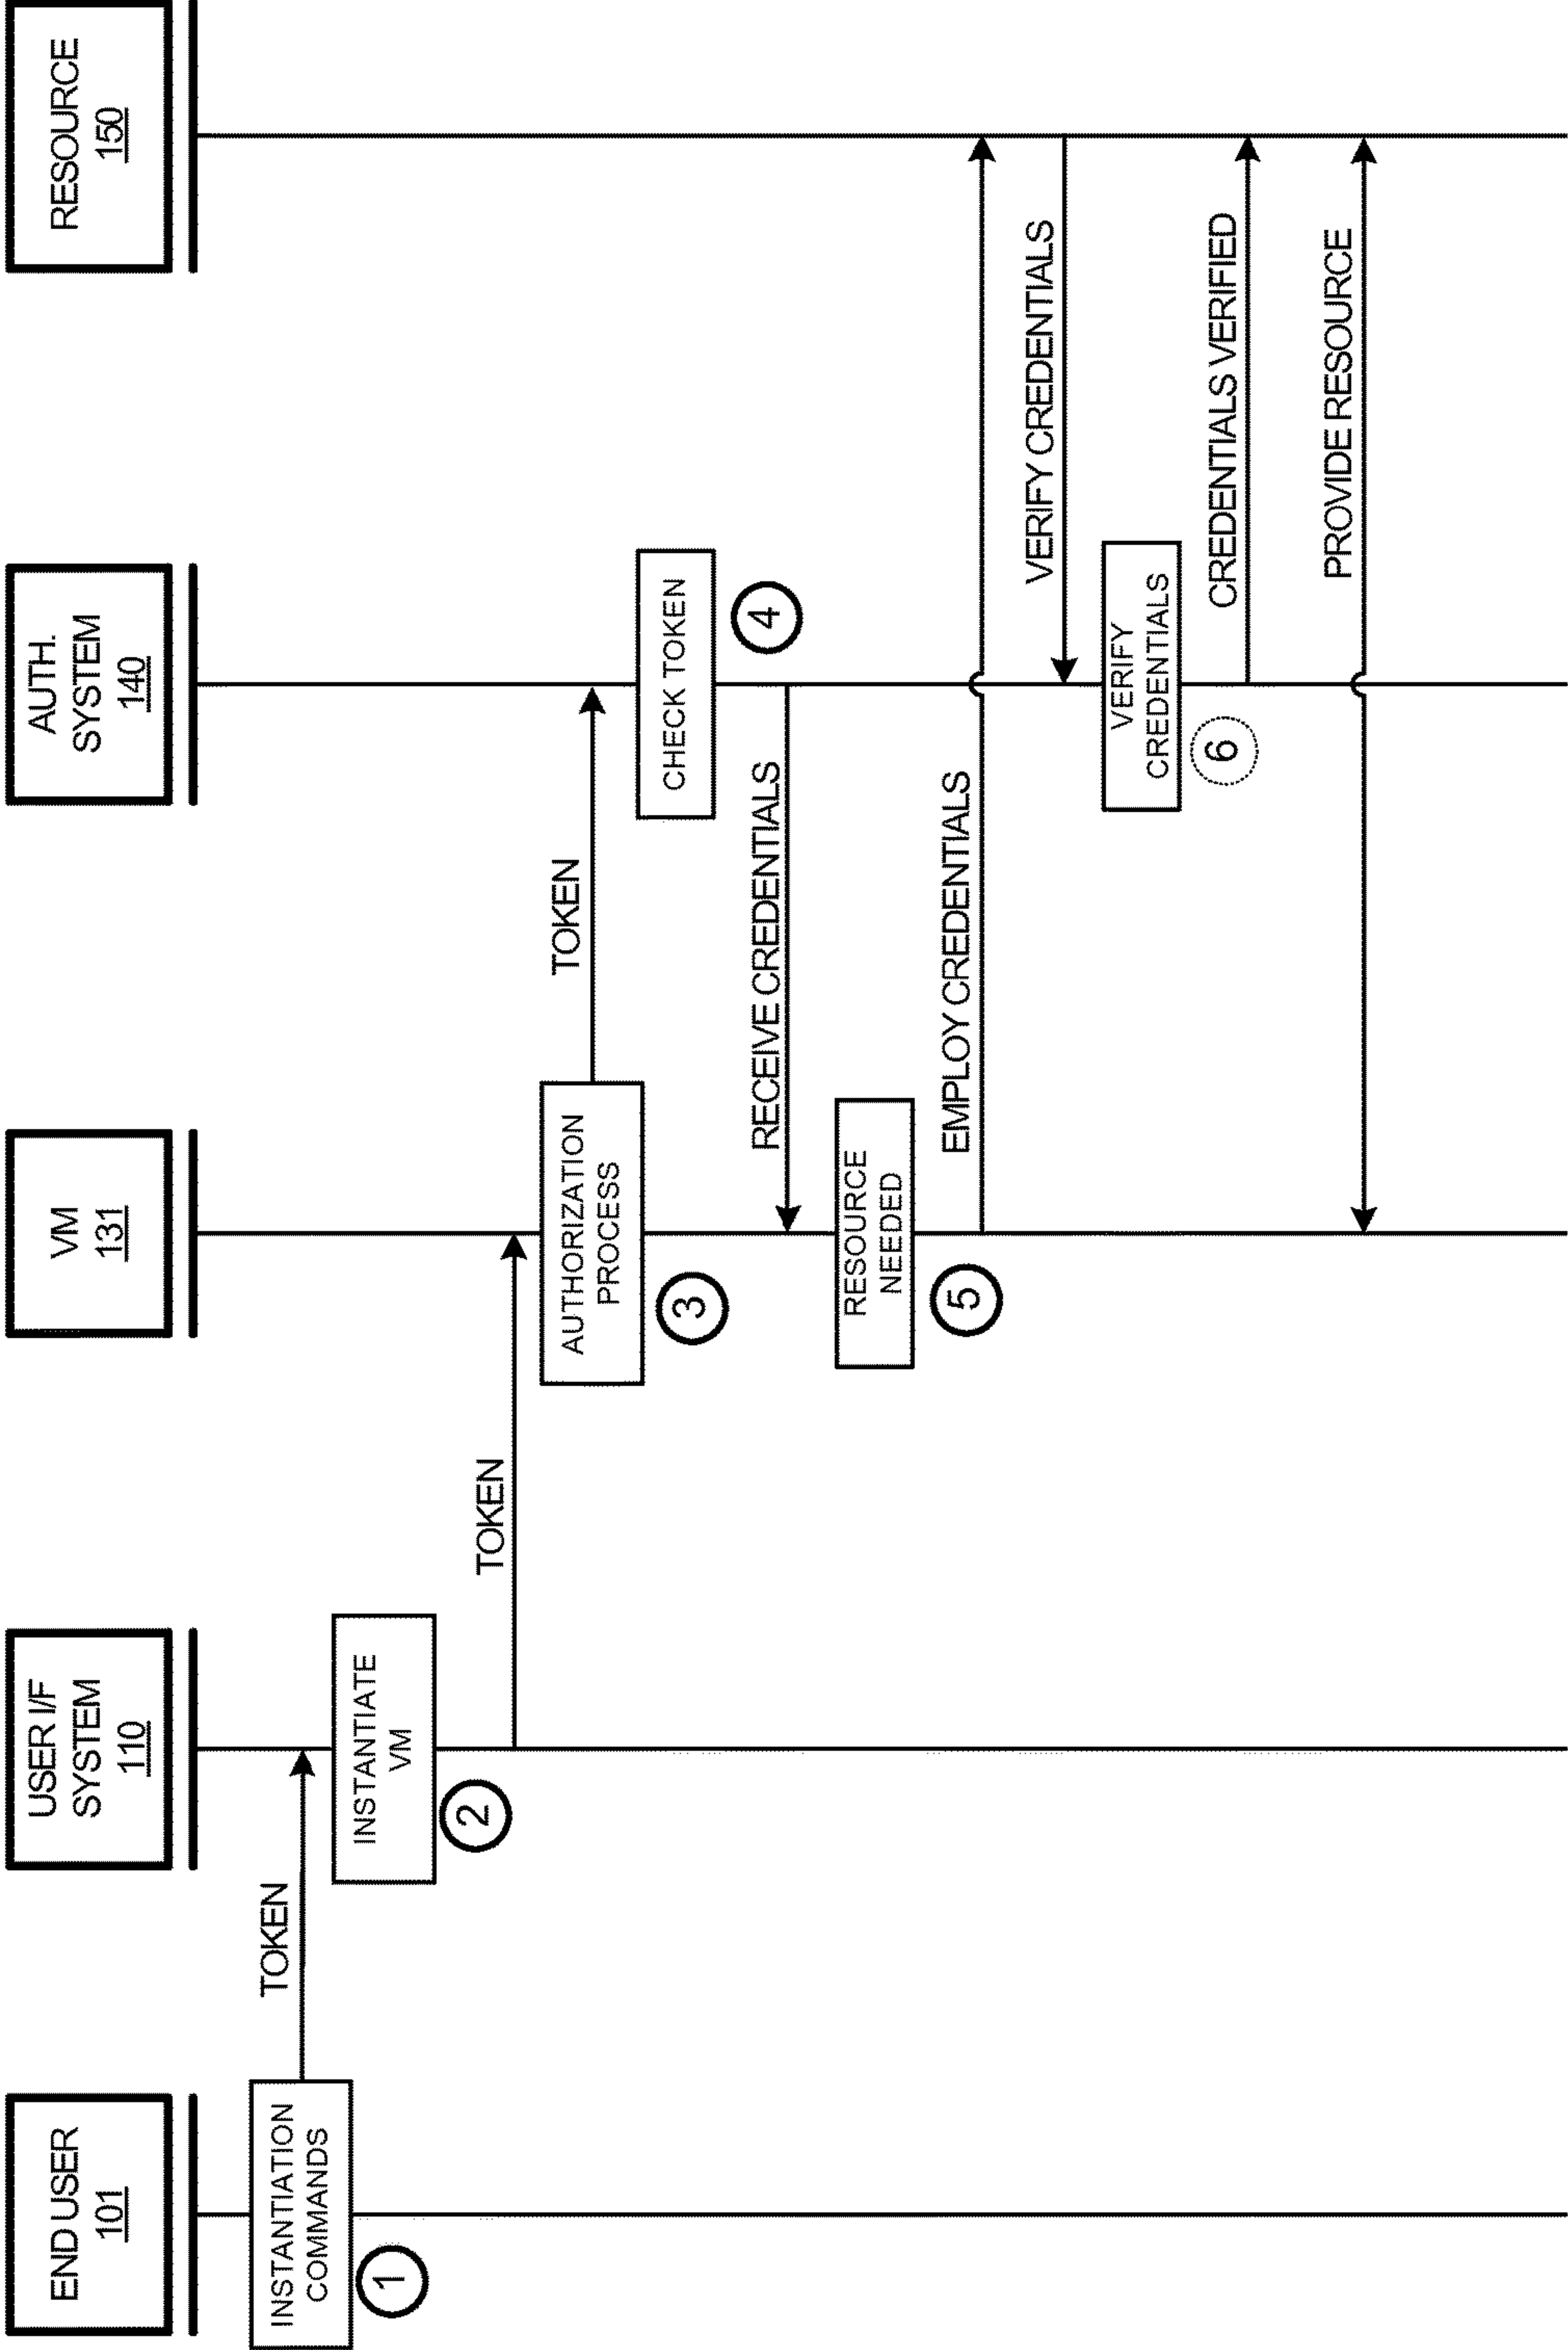 END USER
101
USER I/F
SYSTEM
110
VM
131
AUTH.
SYSTEM
140
RESOURCE
150
INSTANTIATION
COMMANDS
1
TOKEN
INSTANTIATE
VM
2
TOKEN
AUTHORIZATION
PROCESS
3
TOKEN
CHECK TOKEN
4
RECEIVE CREDENTIALS
RESOURCE
NEEDED
5
EMPLOY CREDENTIALS
VERIFY CREDENTIALS
VERIFY
CREDENTIALS
6
CREDENTIALS VERIFIED
PROVIDE RESOURCE